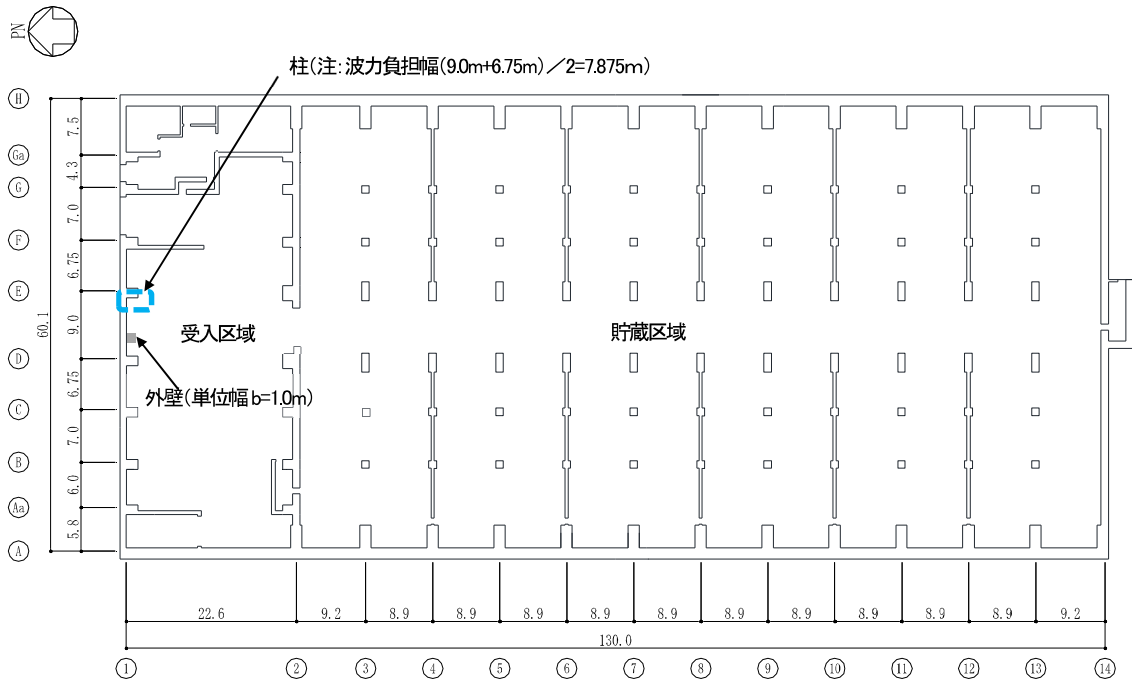 PN
柱(注:波力負担幅(9.0m+6.75m)／2=7.875m)
H
7.5
Ga
4.3
G
7.0
F
6.75
E
60.1
9.0
受入区域
貯蔵区域
D
6.75
外壁(単位幅b=1.0m)
C
7.0
B
6.0
Aa
5.8
A
22.6 9.2 8.9 8.9 8.9 8.9 8.9 8.9 8.9 8.9 8.9 8.9 9.2
130.0
1 2 3 4 5 6 7 8 9 10 11 12 13 14